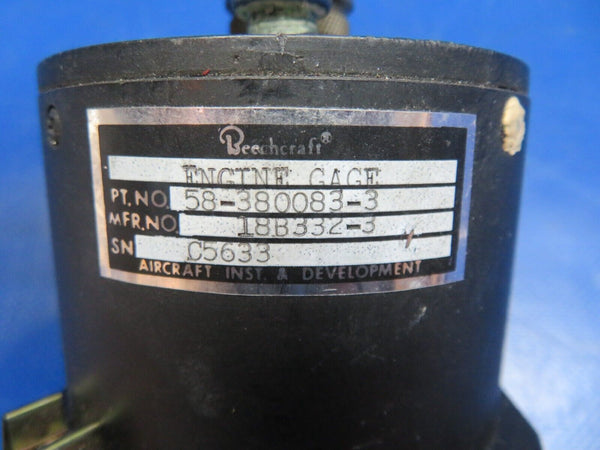 Beechcraft®
ENGINE GAGE
PT. NO. 58-380083-3
MFR. NO. 18B332-3
SN C5633
AIRCRAFT INST. & DEVELOPMENT